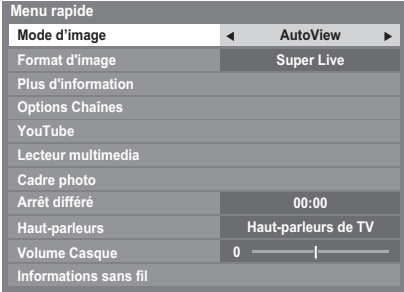 Menu rapide
Mode d'image ◀ AutoView ▶
Format d'image Super Live
Plus d'information
Options Chaînes
YouTube
Lecteur multimedia
Cadre photo
Arrêt différé 00:00
Haut-parleurs Haut-parleurs de TV
Volume Casque 0
Informations sans fil